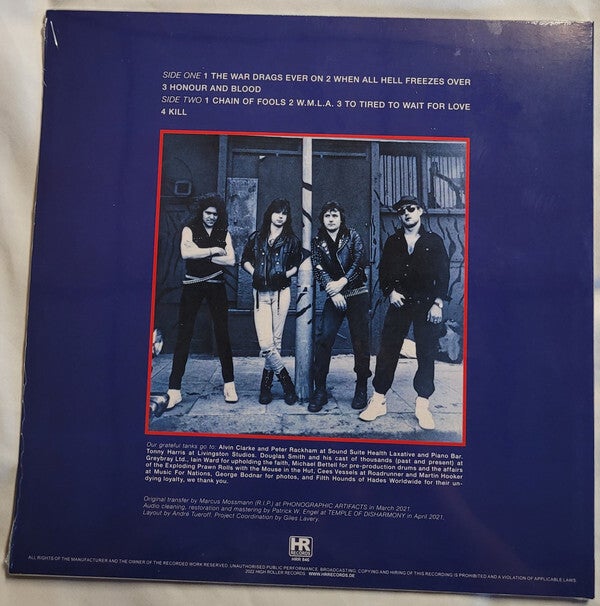 SIDE ONE 1 THE WAR DRAGS EVER ON 2 WHEN ALL HELL FREEZES OVER
3 HONOUR AND BLOOD
SIDE TWO 1 CHAIN OF FOOLS 2 W.M.L.A. 3 TO TIRED TO WAIT FOR LOVE
4 KILL
Our grateful tanks go to: Alvin Clarke and Peter Rackham at Sound Suite Health Laxative and Piano Bar.
Tonny Harris at Livingston Studios. Douglas Smith and his cast of thousands (past and present) at
Greybray Ltd., Iain Ward for upholding the faith, Michael Bettell for pre-production drums and the affairs
of the Exploding Prawn Rolls with the Mouse in the Hut, Cees Vessels at Roadrunner and Martin Hooker
at Music For Nations, George Bodnar for photos, and Filth Hounds of Hades Worldwide for their un-
dying loyalty, we thank you.
Original transfer by Marcus Mossmann (R.I.P.) at PHONOGRAPHIC ARTIFACTS in March 2021.
Audio cleaning, restoration and mastering by Patrick W. Engel at TEMPLE OF DISHARMONY in April 2021.
Layout by André Tueroff. Project Coordination by Giles Lavery.
HR
RECORDS
HRR 845
ALL RIGHTS OF THE MANUFACTURER AND THE OWNER OF THE RECORDED WORK RESERVED. UNAUTHORISED PUBLIC PERFORMANCE, BROADCASTING, COPYING AND HIRING OF THIS RECORDING IS PROHIBITED AND A VIOLATION OF APPLICABLE LAWS.
2022 HIGH ROLLER RECORDS WWW.HRRECORDS.DE